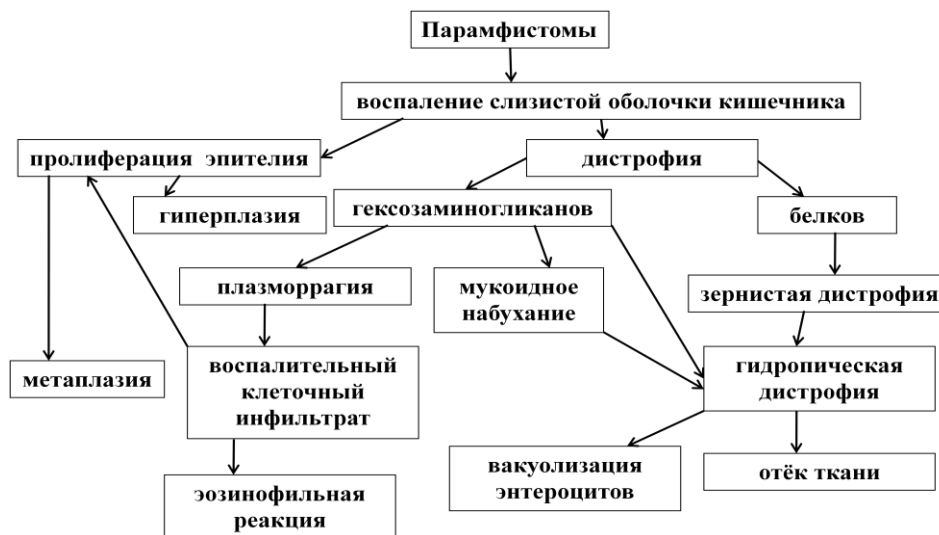 Парамфистомы
воспаление слизистой оболочки кишечника
пролиферация эпителия
дистрофия
гиперплазия
гексозаминогликанов
белков
плазморрагия
мукоидное
набухание
зернистая дистрофия
метаплазия
воспалительный
клеточный
инфильтрат
гидропическая
дистрофия
эозинофильная
реакция
вакуолизация
энтероцитов
отёк ткани